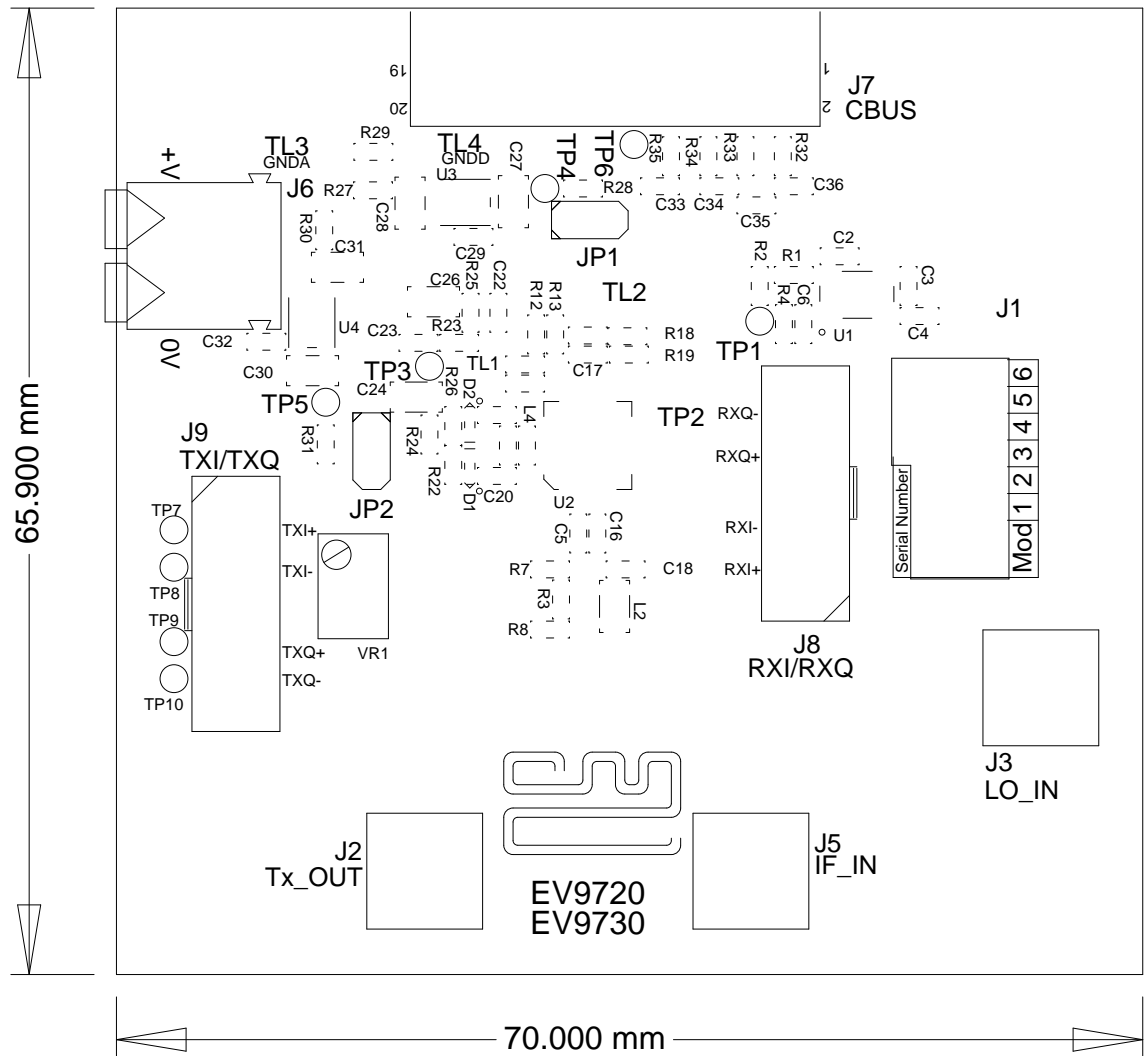 19
20
1
2
J7
CBUS
R29
TL3
GNDA
+V
J6
R27
C28
TL4
GNDD
U3
C27
TP4
TP6
R35
R34
R33
R32
R28
C33
C34
C36
C35
R30
C31
C29
JP1
C2
R2
R1
C3
C26
R25
C22
TL2
R12
R13
R4
C6
U4
C23
R23
R18
U1
C4
J1
0V
C32
R19
TP1
C30
TP3
TL1
C17
C24
R26
D2
TP5
L4
TP2
RXQ-
R31
R24
RXQ+
J9
TXI/TXQ
R22
D1
C20
JP2
U2
Serial Number
Mod 1 2 3 4 5 6
TP7
TXI+
C5
C16
RXI-
TXI-
R7
C18
RXI+
TP8
R3
L2
TP9
R8
TXQ+
VR1
J8
RXI/RXQ
TXQ-
TP10
J3
LO_IN
J2
Tx_OUT
J5
IF_IN
EV9720
EV9730
65.900 mm
70.000 mm